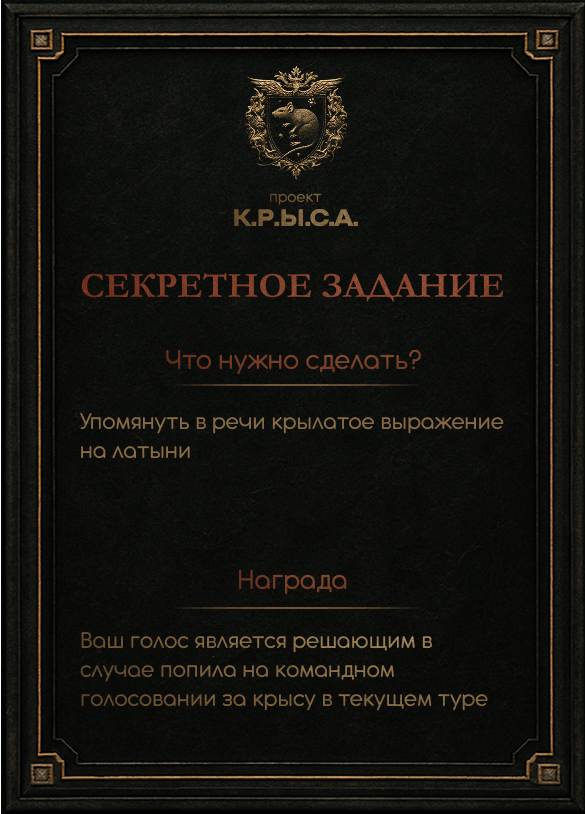 проект
К.Р.Ы.С.А.
СЕКРЕТНОЕ ЗАДАНИЕ
Что нужно сделать?
Упомянуть в речи крылатое выражение
на латыни
Награда
Ваш голос является решающим в
случае попила на командном
голосовании за крысу в текущем туре